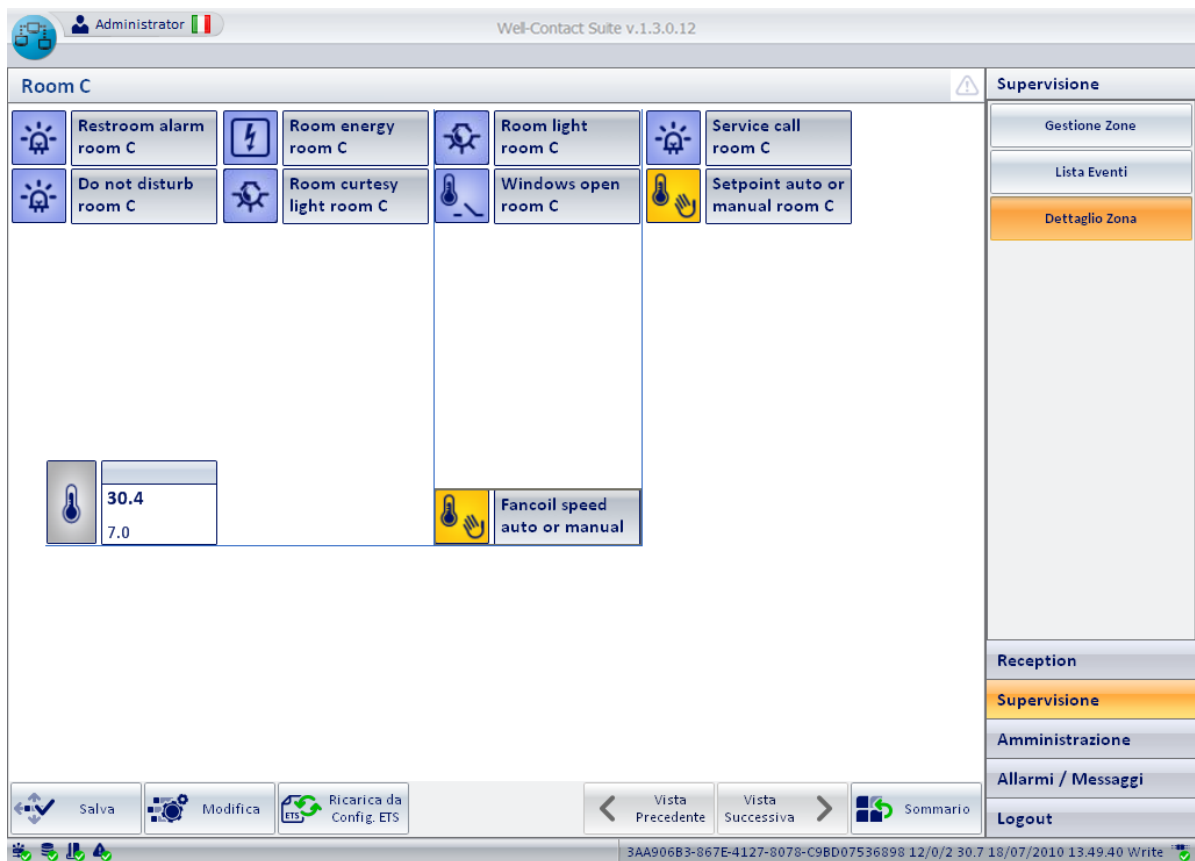 Administrator
Well-Contact Suite v.1.3.0.12
Room C
Supervisione
Restroom alarm
room C
Room energy
room C
Room light
room C
Service call
room C
Do not disturb
room C
Room curtesy
light room C
Windows open
room C
Setpoint auto or
manual room C
Gestione Zone
Lista Eventi
Dettaglio Zona
30.4
7.0
Fancoil speed
auto or manual
Reception
Supervisione
Amministrazione
Allarmi / Messaggi
Logout
Salva
Modifica
ETS
Ricarica da
Config. ETS
Vista
Precedente
Vista
Successiva
Sommario
3AA906B3-867E-4127-8078-C9BD07536898 12/0/2 30.7 18/07/2010 13.49.40 Write